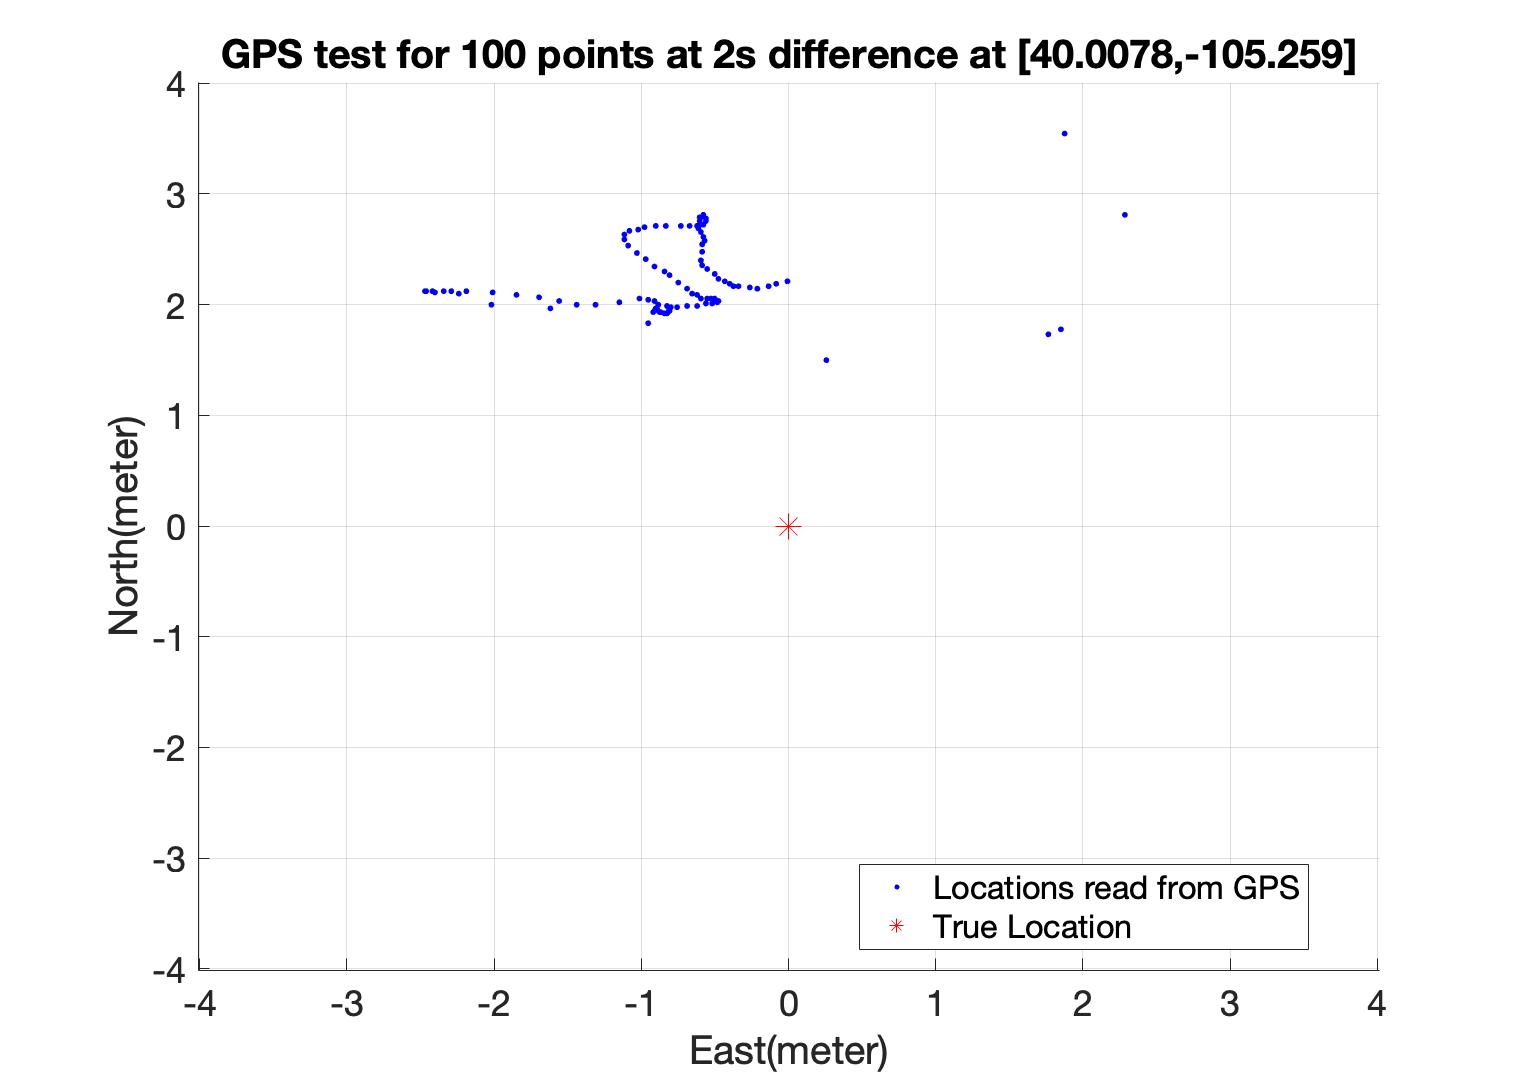 GPS test for 100 points at 2s difference at [40.0078,-105.259]
4
3
2
1
0
-1
-2
-3
-4
North(meter)
Locations read from GPS
True Location
-4 -3 -2 -1 0 1 2 3 4
East(meter)